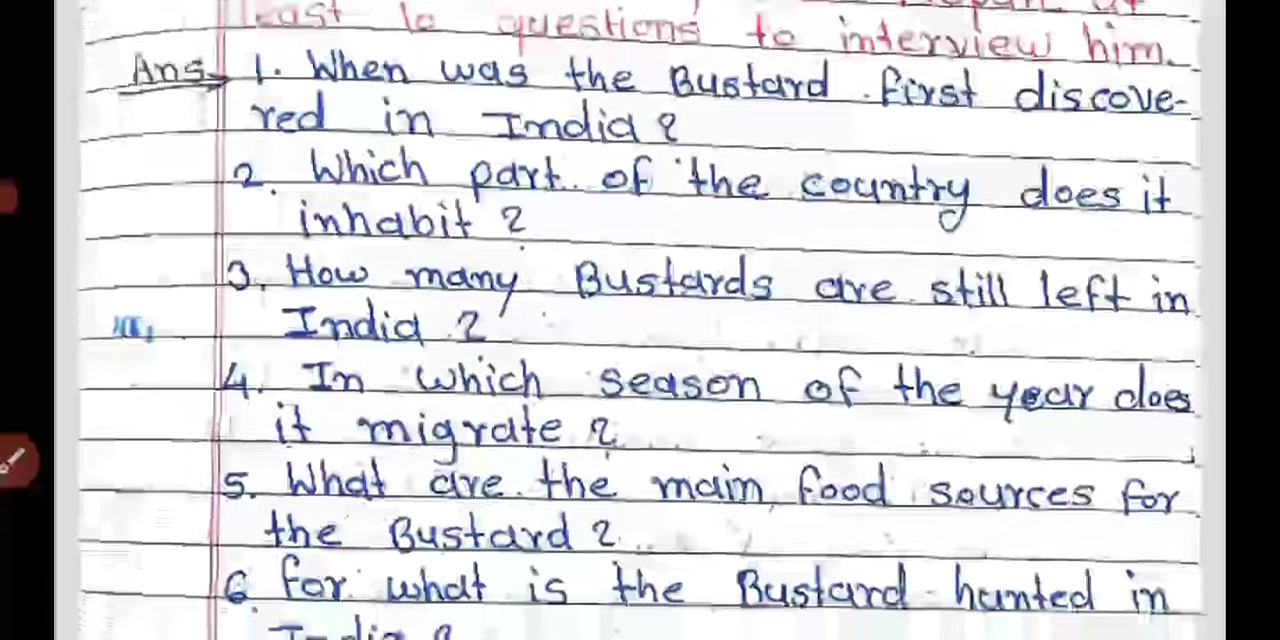 least 10 questions to interview him.
Ans 1. When was the Bustard first discove-
red in India?
2. Which part of the country does it
inhabit?
3. How many Bustards are still left in
India?
4. In which season of the year does
it migrate?
5. What are the main food sources for
the Bustard?
6. for what is the Bustard hunted in
India?